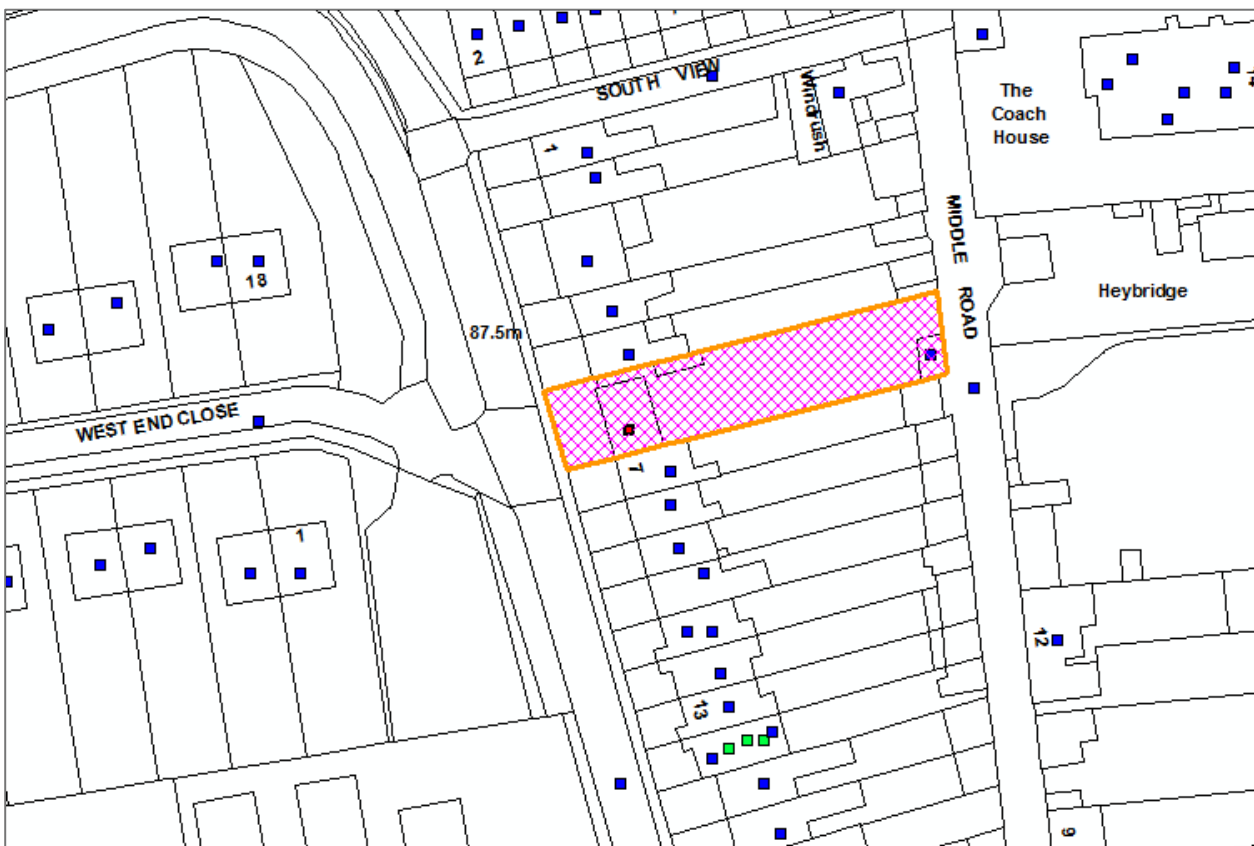 2
SOUTH VIEW
Windrush
The
Coach
House
14
1
MIDDLE ROAD
18
87.5m
Heybridge
WEST END CLOSE
7
1
12
13
9